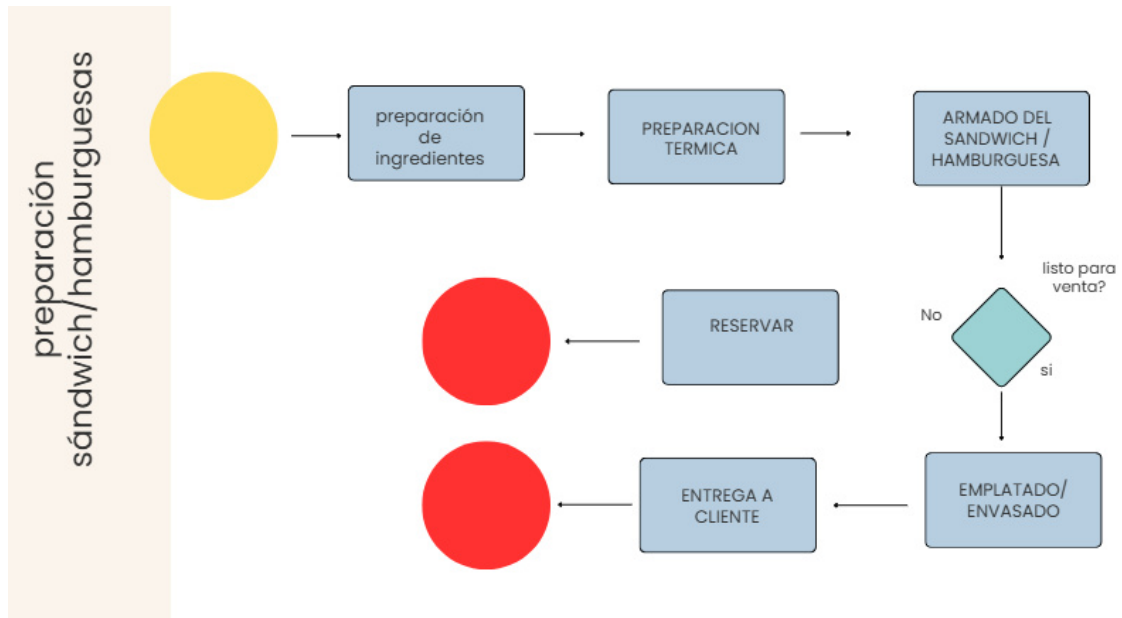 preparación
sándwich/hamburguesas
preparación
de
ingredientes
PREPARACION
TERMICA
ARMADO DEL
SANDWICH /
HAMBURGUESA
listo para
venta?
No
si
RESERVAR
EMPLATADO/
ENVASADO
ENTREGA A
CLIENTE